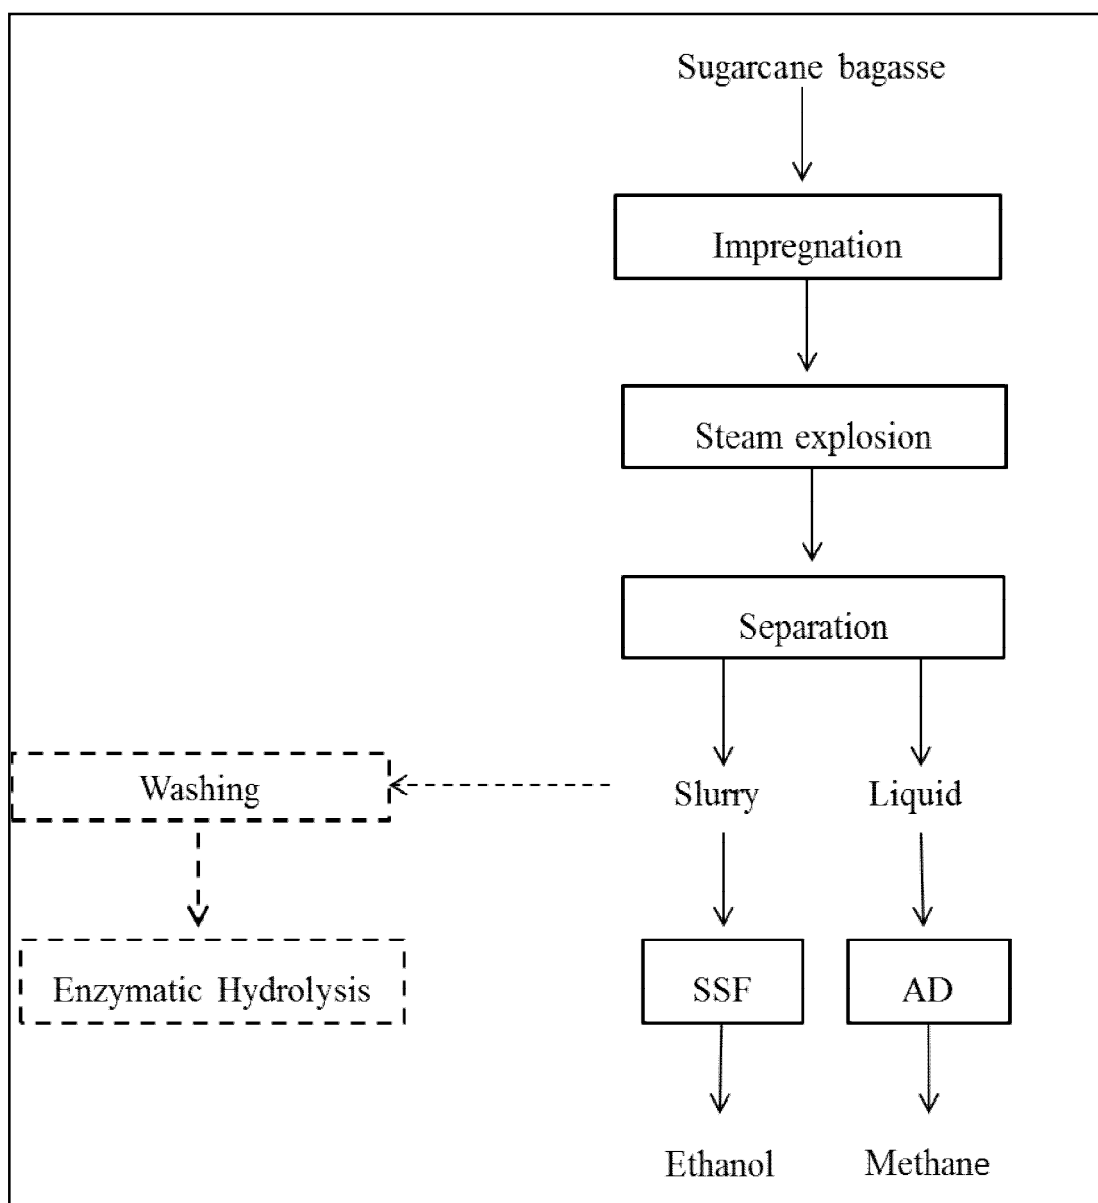 Sugarcane bagasse
Impregnation
Steam explosion
Separation
Washing
Slurry
Liquid
Enzymatic Hydrolysis
SSF
AD
Ethanol
Methane